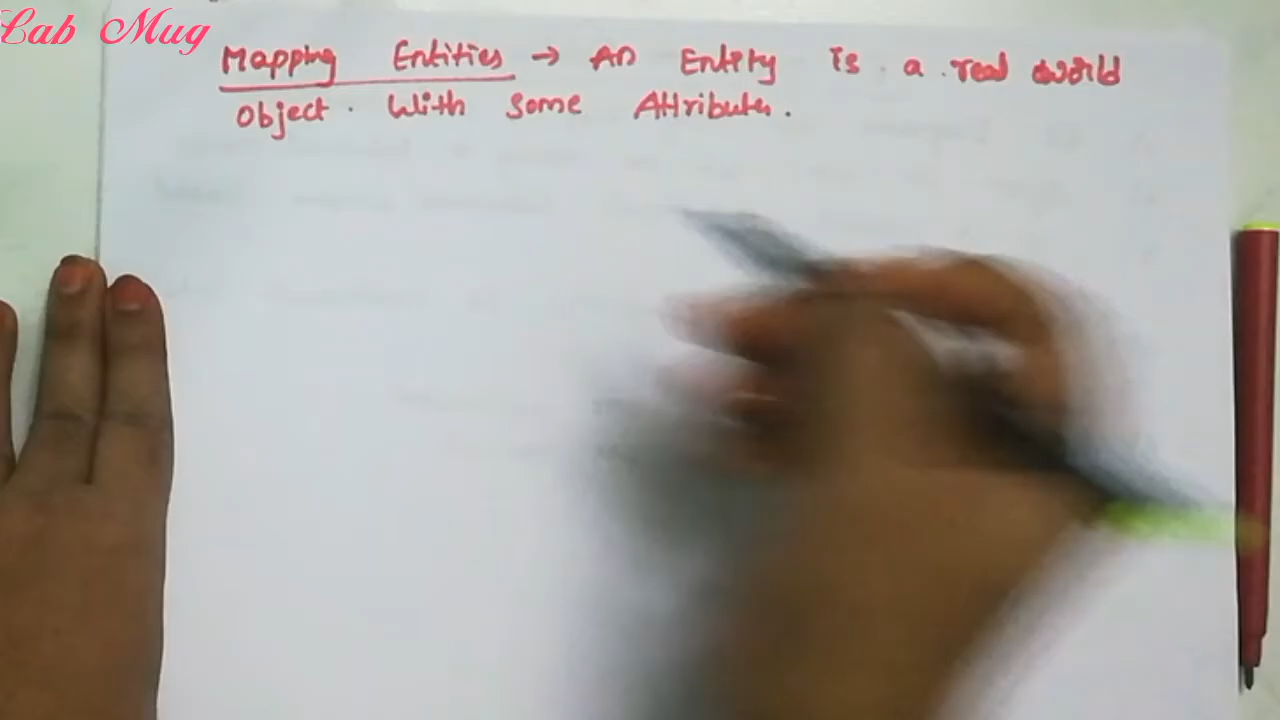 Lab Mug
Mapping Entities → An Entity is a real world
Object. With Some Attributes.